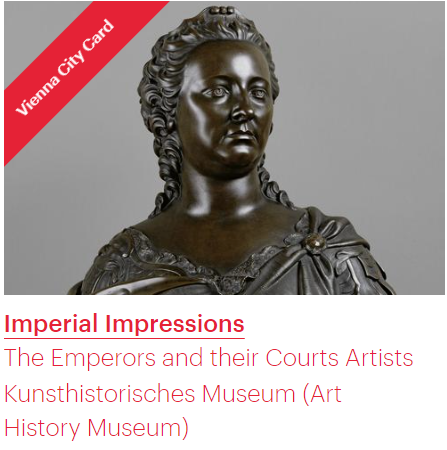 Vienna City Card
Imperial Impressions
The Emperors and their Courts Artists
Kunsthistorisches Museum (Art
History Museum)